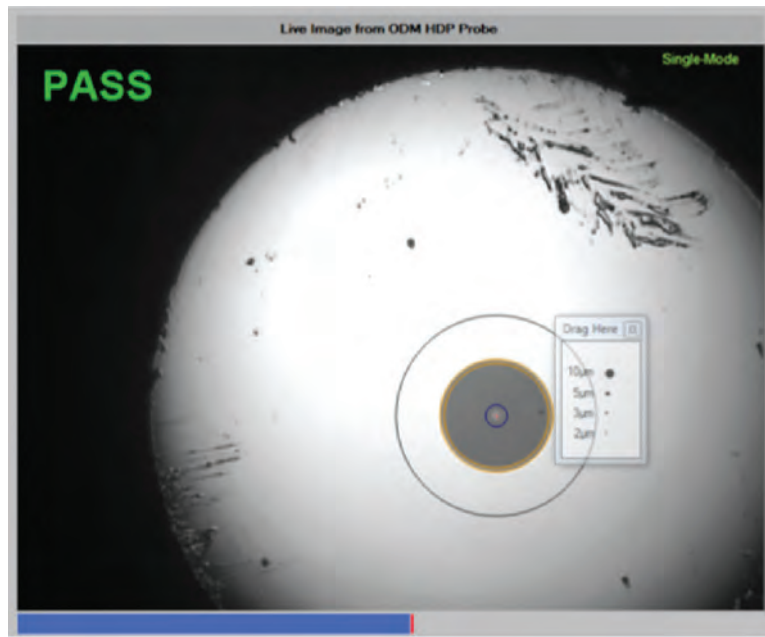 Live Image from ODM HDP Probe
Single-Mode
PASS
Drag Here
10µm
5µm
3µm
2µm